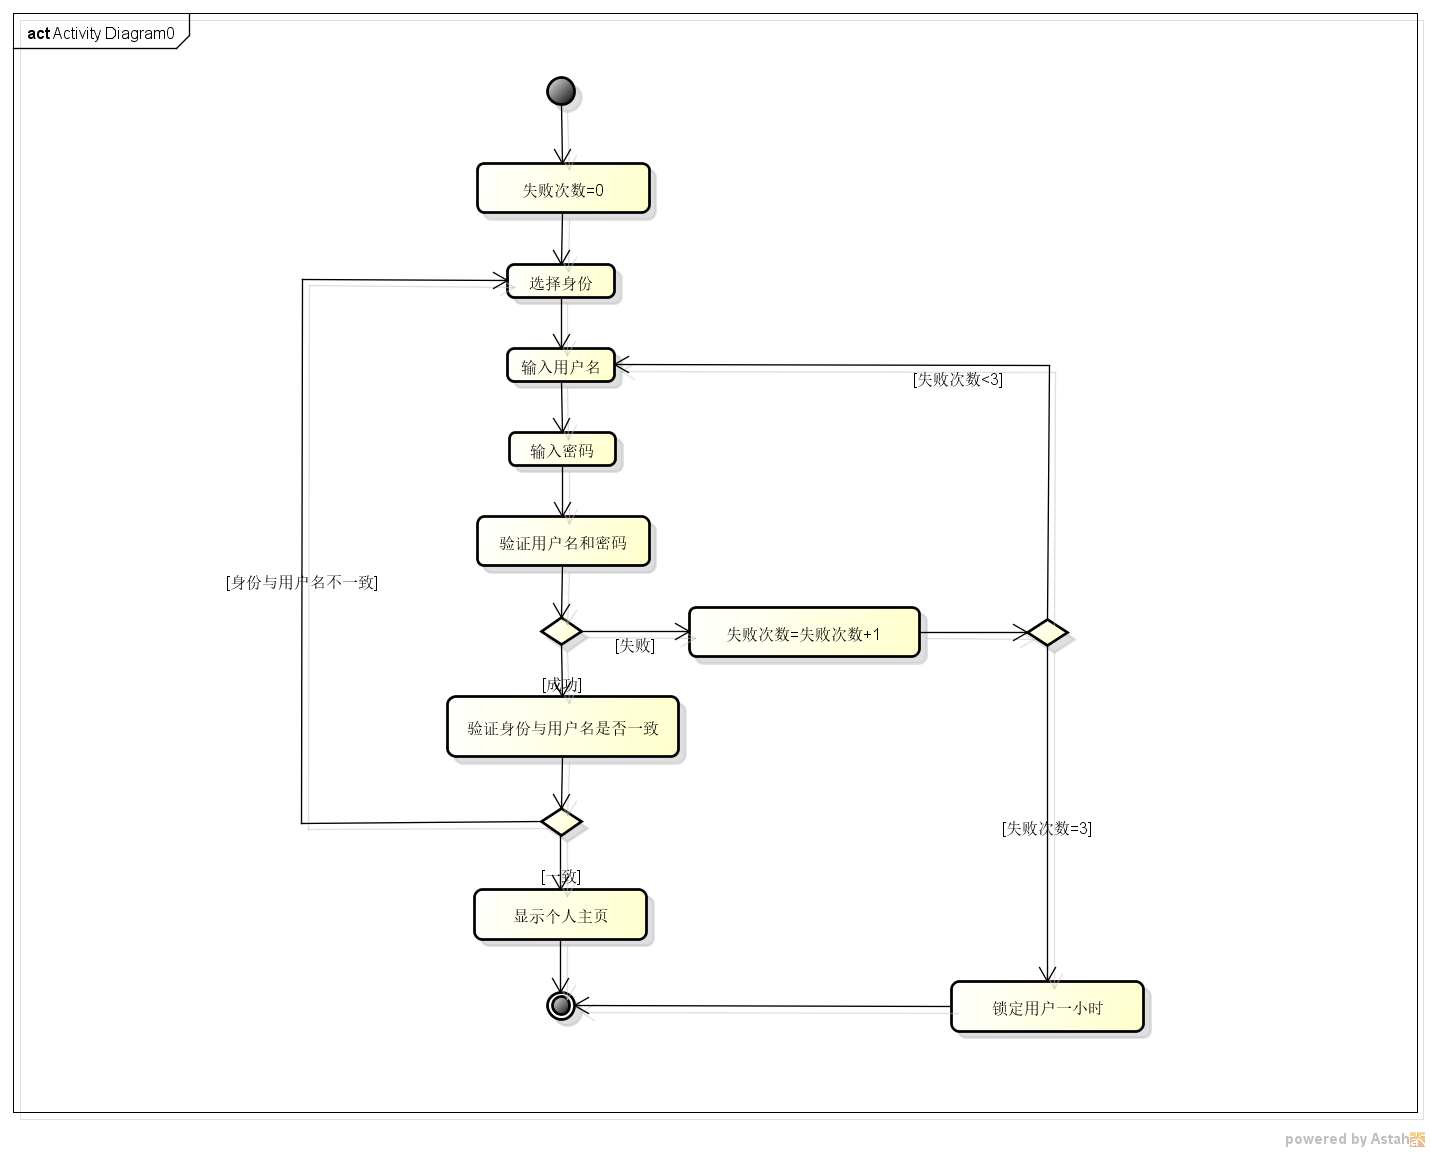 act Activity Diagram0
失败次数=0
选择身份
输入用户名
[失败次数<3]
输入密码
验证用户名和密码
[身份与用户名不一致]
[失败]
失败次数=失败次数+1
[成功]
验证身份与用户名是否一致
[失败次数=3]
[一致]
显示个人主页
锁定用户一小时
powered by Astah